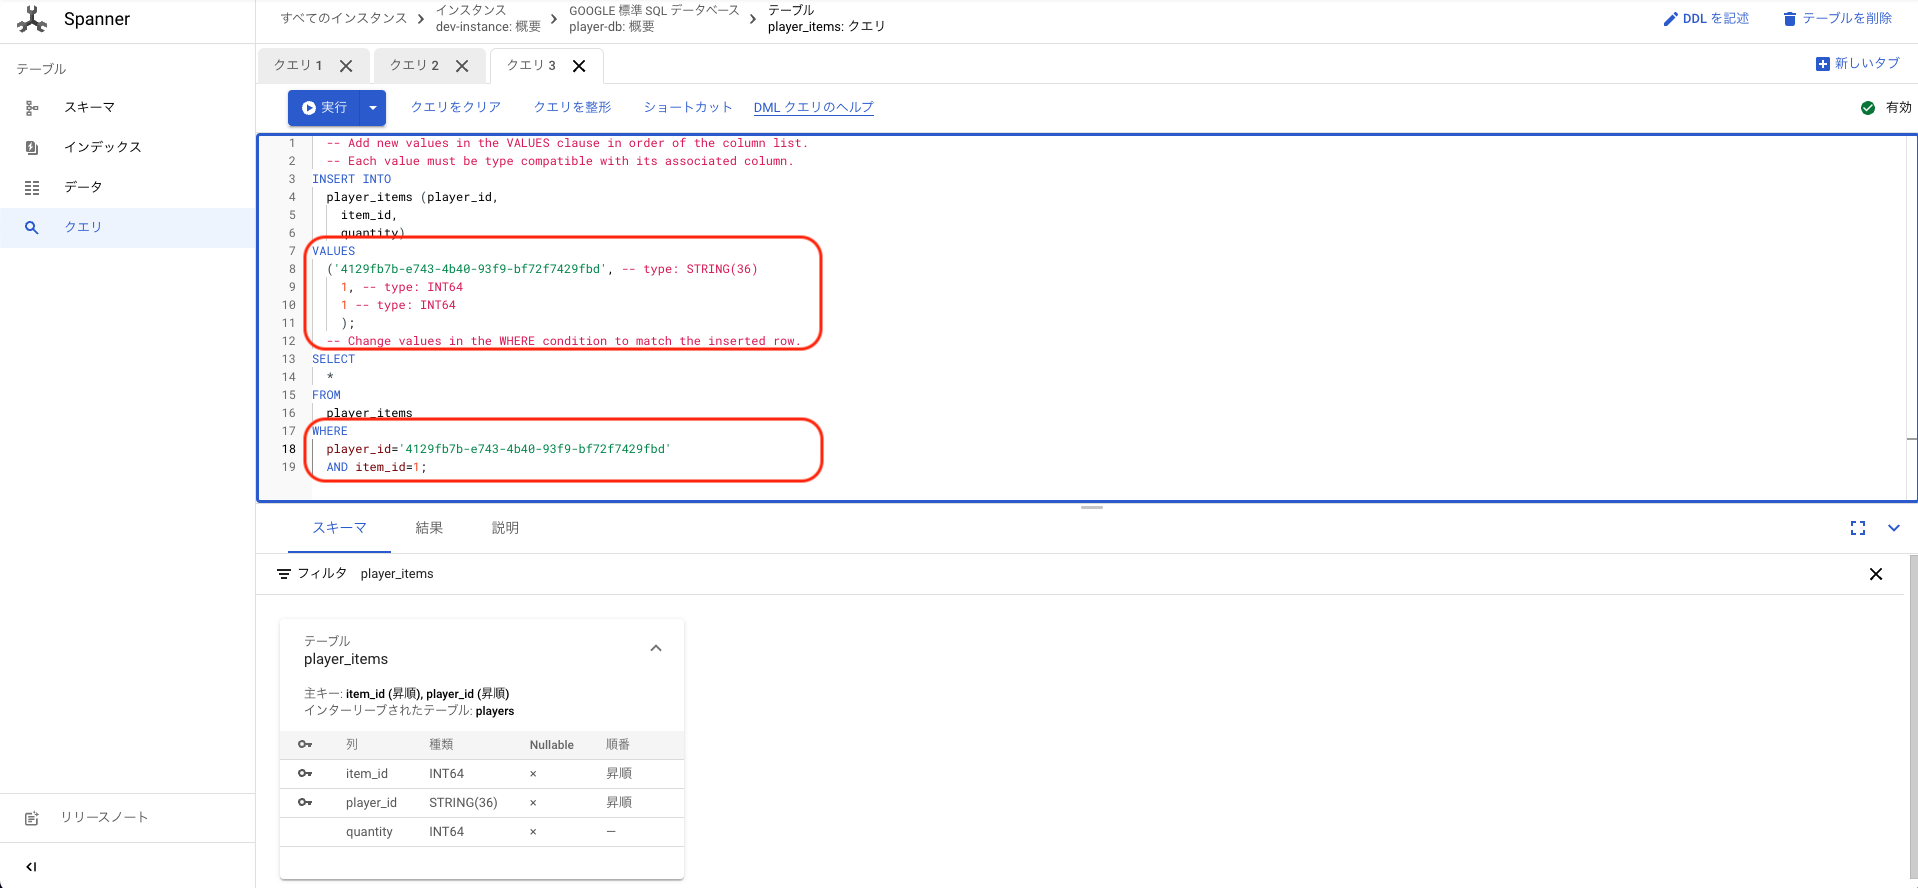 Spanner
すべてのインスタンス
インスタンス
dev-instance: 概要
GOOGLE 標準 SQL データベース
player-db: 概要
テーブル
player_items: クエリ
DDL を記述
テーブルを削除
テーブル
スキーマ
インデックス
データ
クエリ
リリースノート
クエリ 1
クエリ 2
クエリ 3
新しいタブ
実行
クエリをクリア
クエリを整形
ショートカット
DML クエリのヘルプ
有効
1 -- Add new values in the VALUES clause in order of the column list.
2 -- Each value must be type compatible with its associated column.
3 INSERT INTO
4 player_items (player_id,
5 item_id,
6 quantity)
7 VALUES
8 ('4129fb7b-e743-4b40-93f9-bf72f7429fbd', -- type: STRING(36)
9 1, -- type: INT64
10 1 -- type: INT64
11 );
12 -- Change values in the WHERE condition to match the inserted row.
13 SELECT
14 *
15 FROM
16 player_items
17 WHERE
18 player_id='4129fb7b-e743-4b40-93f9-bf72f7429fbd'
19 AND item_id=1;
スキーマ
結果
説明
フィルタ player_items
テーブル
player_items
主キー: item_id (昇順), player_id (昇順)
インターリーブされたテーブル: players
列 種類 Nullable 順番
item_id INT64 × 昇順
player_id STRING(36) × 昇順
quantity INT64 × —